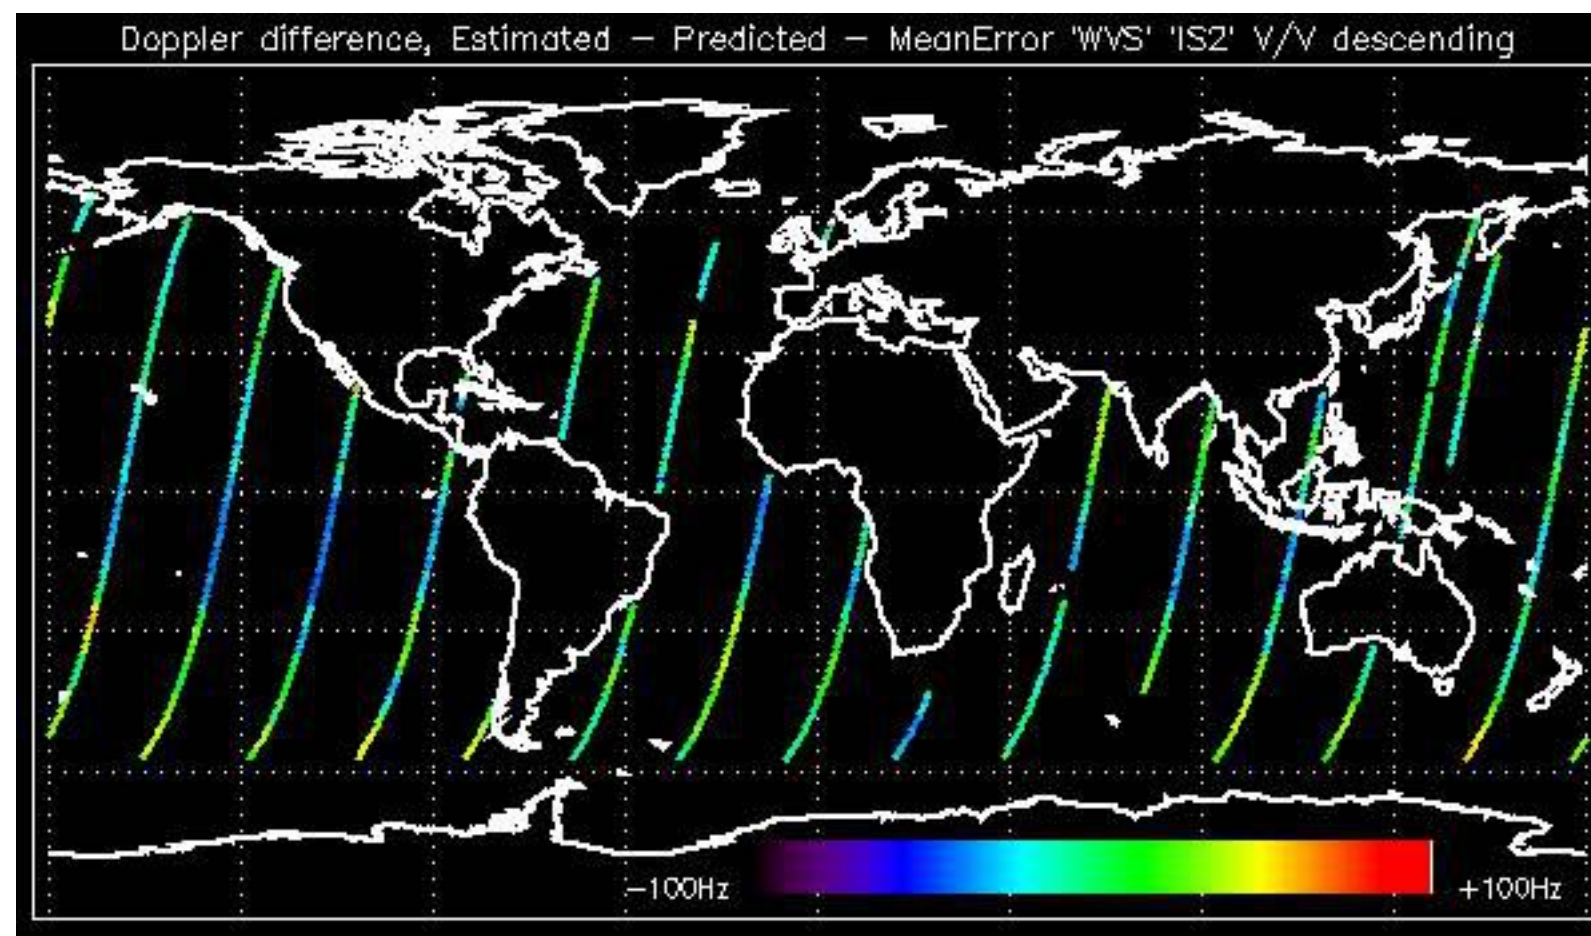 Doppler difference, Estimated − Predicted − MeanError 'WVS' 'IS2' V/V descending
−100Hz
+100Hz